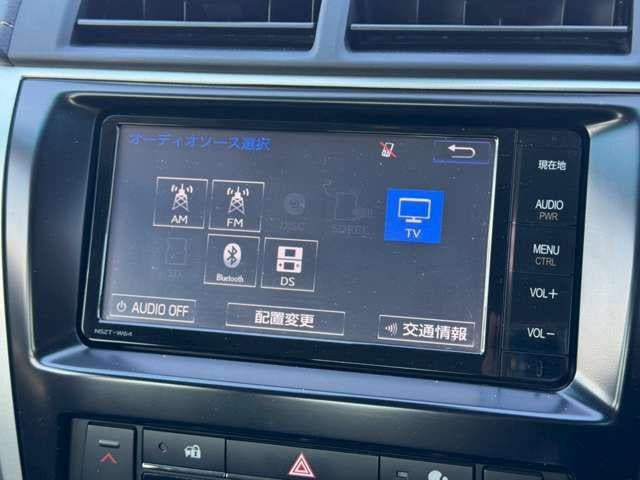 オーディオソース選択
AM
FM
DISC
SD REC
TV
SD
Bluetooth
DS
AUDIO OFF
配置変更
交通情報
NSZT-W64
現在地
AUDIO
PWR
MENU
CTRL
VOL+
VOL−